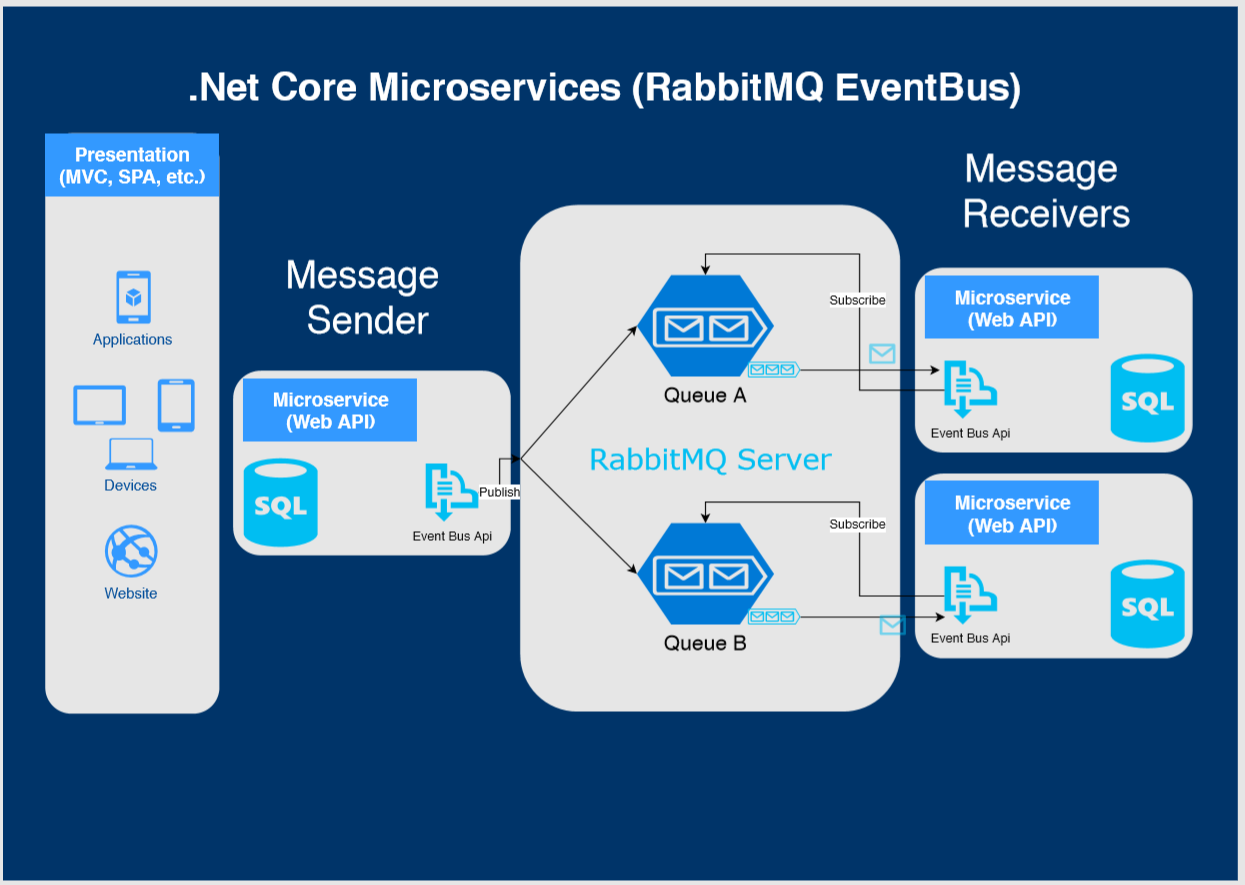 .Net Core Microservices (RabbitMQ EventBus)
Presentation
(MVC, SPA, etc.)
Applications
Devices
Website
Message
Sender
Microservice
(Web API)
SQL
Publish
Event Bus Api
Subscribe
Queue A
RabbitMQ Server
Subscribe
Queue B
Message
Receivers
Microservice
(Web API)
SQL
Event Bus Api
Microservice
(Web API)
SQL
Event Bus Api